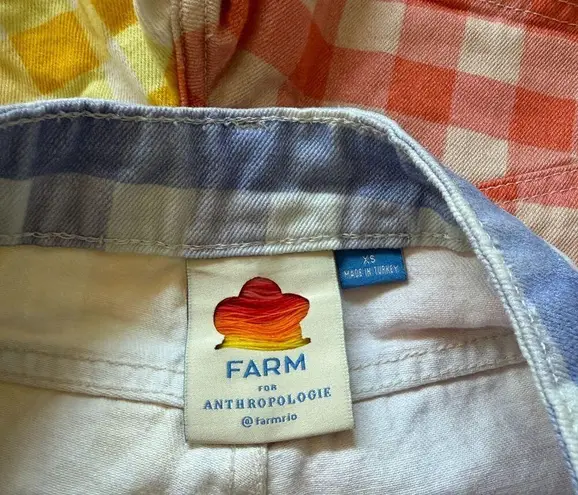 XS
MADE IN TURKEY
FARM
FOR
ANTHROPOLOGIE
@farmrio